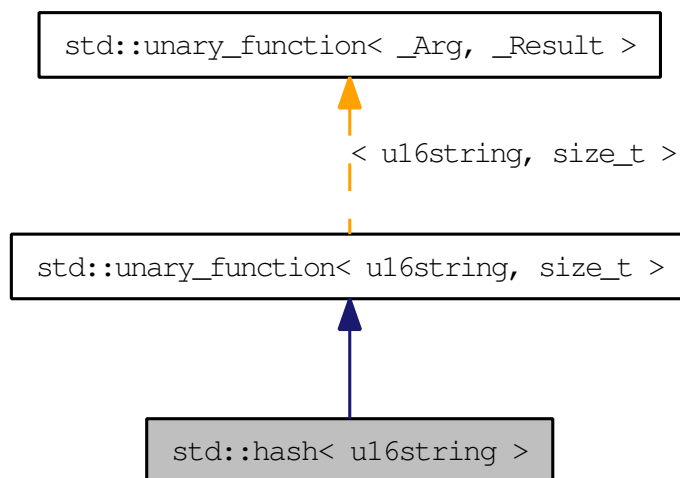 std::unary_function< _Arg, _Result >
< u16string, size_t >
std::unary_function< u16string, size_t >
std::hash< u16string >